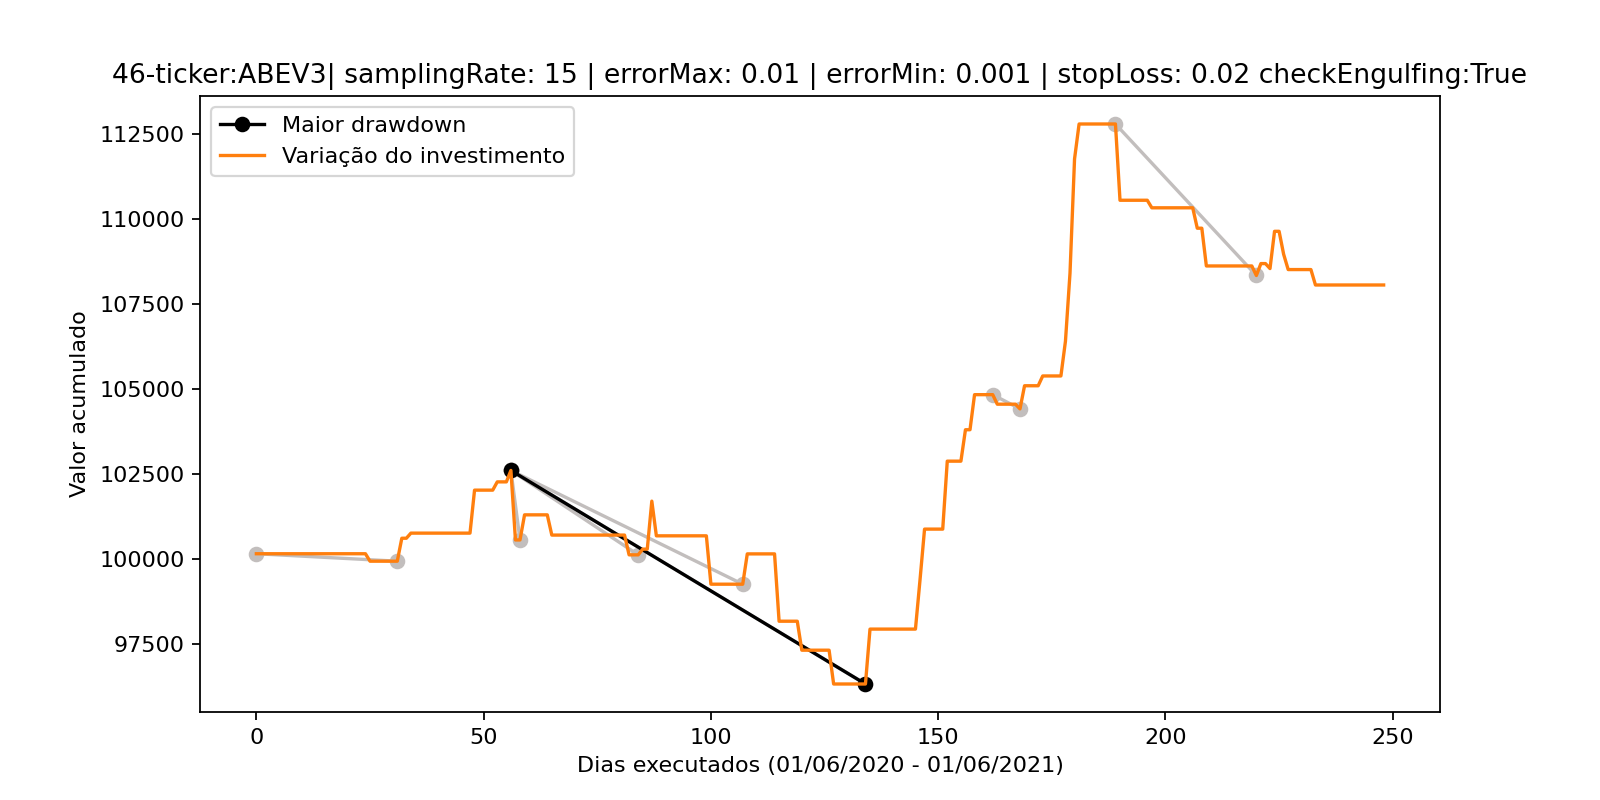 46-ticker:ABEV3| samplingRate: 15 | errorMax: 0.01 | errorMin: 0.001 | stopLoss: 0.02 checkEngulfing:True
Maior drawdown
Variação do investimento
112500
110000
107500
105000
102500
100000
97500
Valor acumulado
0 50 100 150 200 250
Dias executados (01/06/2020 - 01/06/2021)